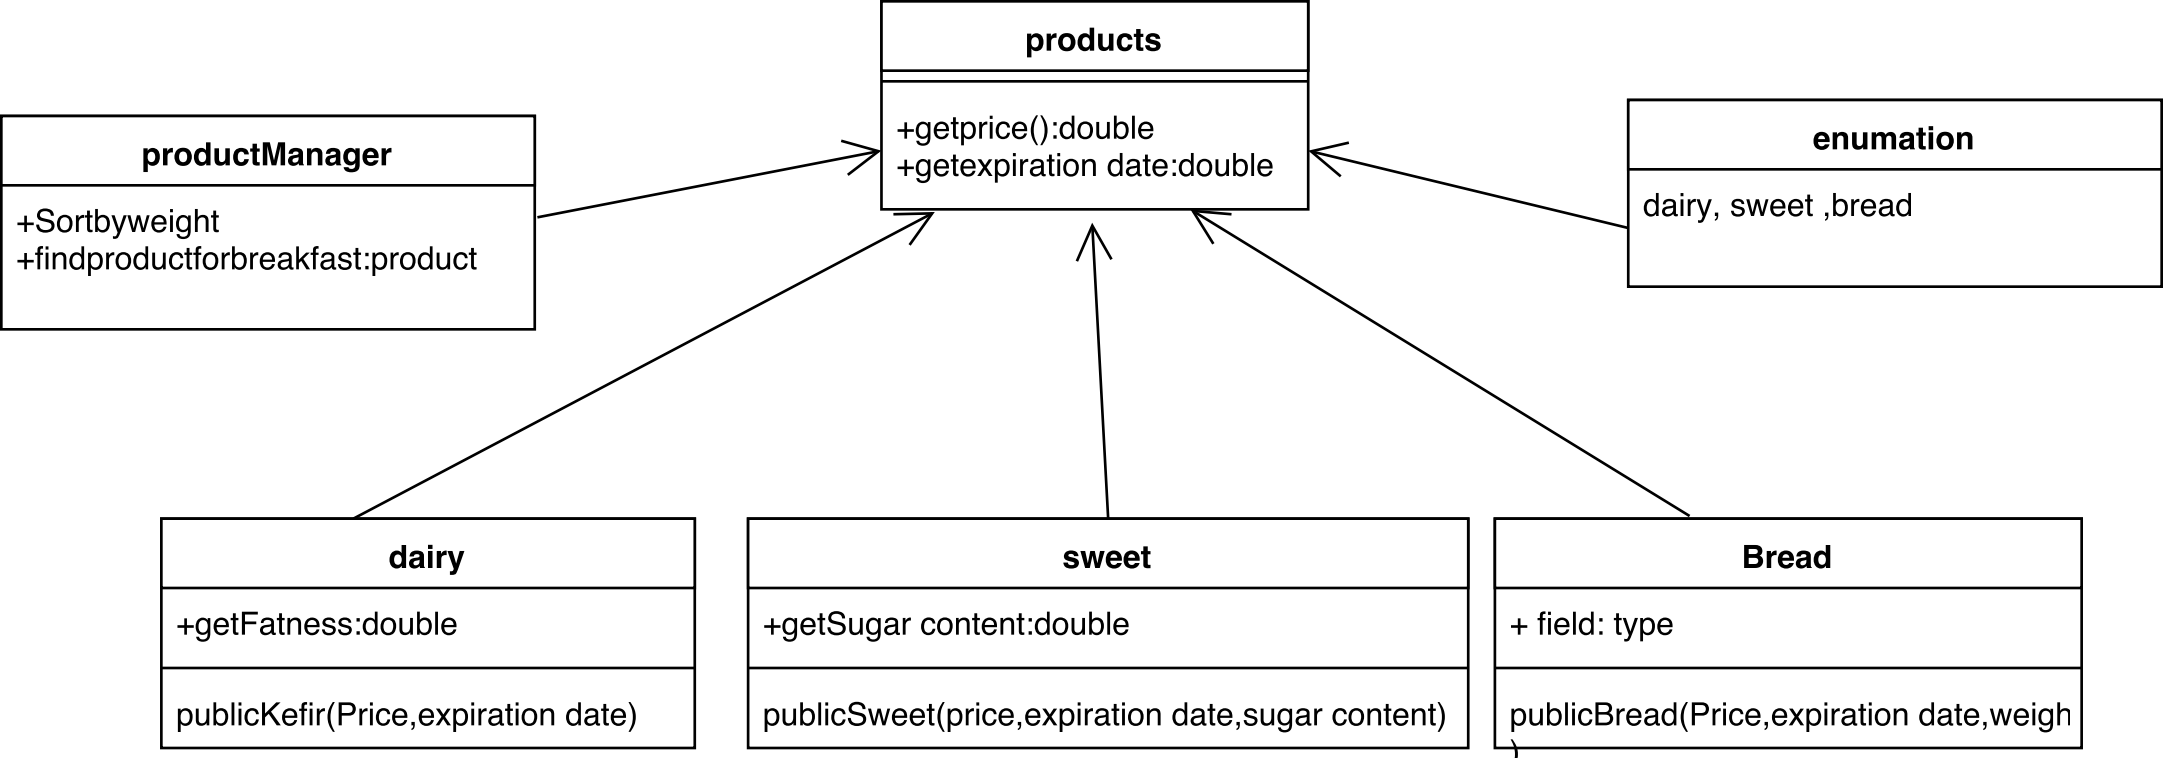 products
+getprice():double
+getexpiration date:double
productManager
+Sortbyweight
+findproductforbreakfast:product
enumation
dairy, sweet ,bread
dairy
+getFatness:double
publicKefir(Price,expiration date)
sweet
+getSugar content:double
publicSweet(price,expiration date,sugar content)
Bread
+ field: type
publicBread(Price,expiration date,weigh
)